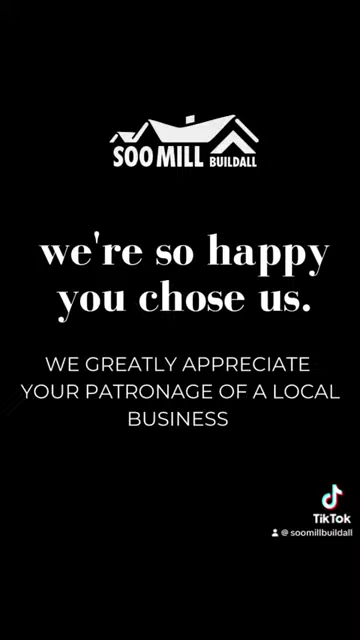 SOO MILL BUILDALL
we're so happy
you chose us.
WE GREATLY APPRECIATE
YOUR PATRONAGE OF A LOCAL
BUSINESS
TikTok
@ soomillbuildall